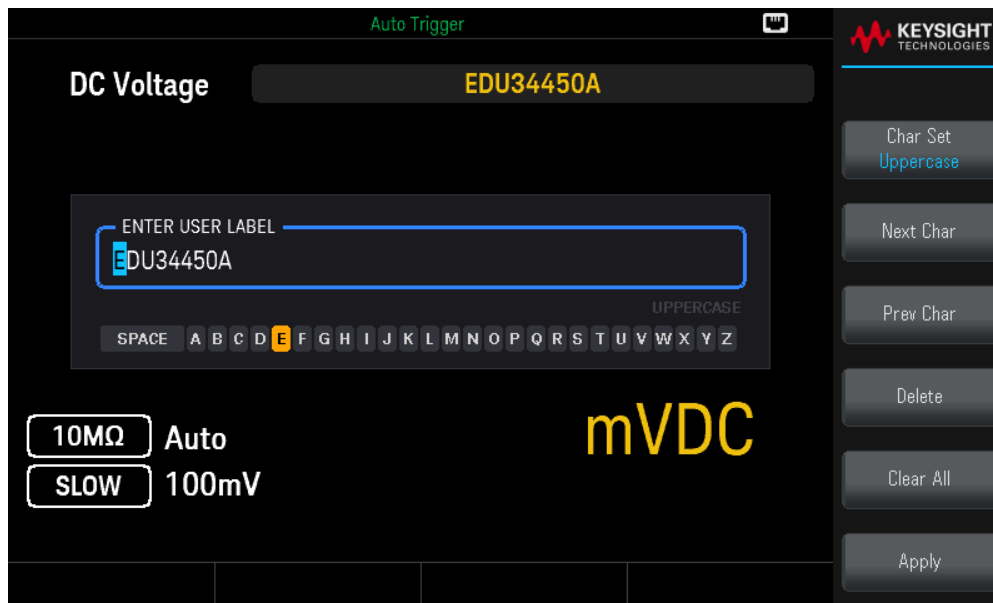 Auto Trigger
KEYSIGHT
TECHNOLOGIES
DC Voltage
EDU34450A
Char Set
Uppercase
ENTER USER LABEL
EDU34450A
Next Char
UPPERCASE
Prev Char
SPACE A B C D E F G H I J K L M N O P Q R S T U V W X Y Z
Delete
10MΩ Auto
mVDC
SLOW 100mV
Clear All
Apply